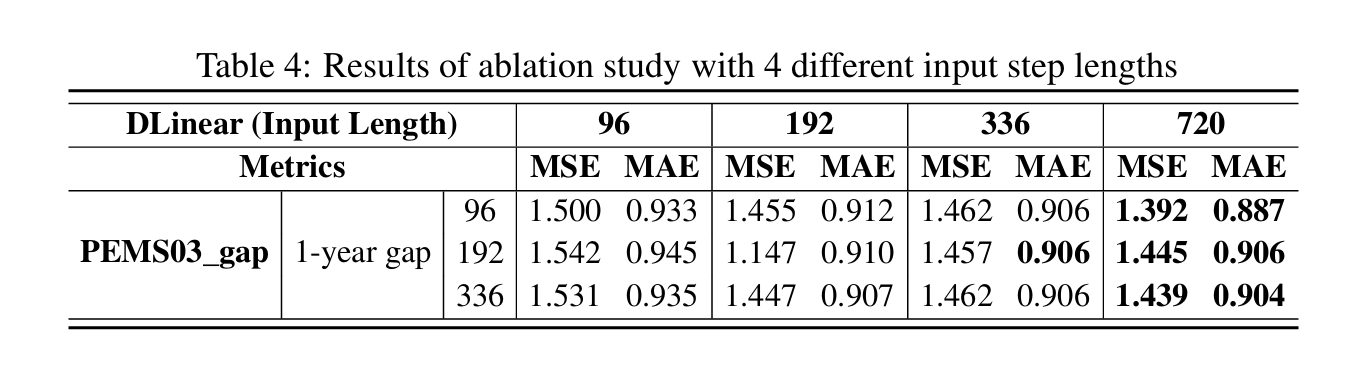 Table 4: Results of ablation study with 4 different input step lengths
DLinear (Input Length) 96 192 336 720
Metrics MSE MAE MSE MAE MSE MAE MSE MAE
96 1.500 0.933 1.455 0.912 1.462 0.906 1.392 0.887
PEMS03_gap 1-year gap 192 1.542 0.945 1.147 0.910 1.457 0.906 1.445 0.906
336 1.531 0.935 1.447 0.907 1.462 0.906 1.439 0.904